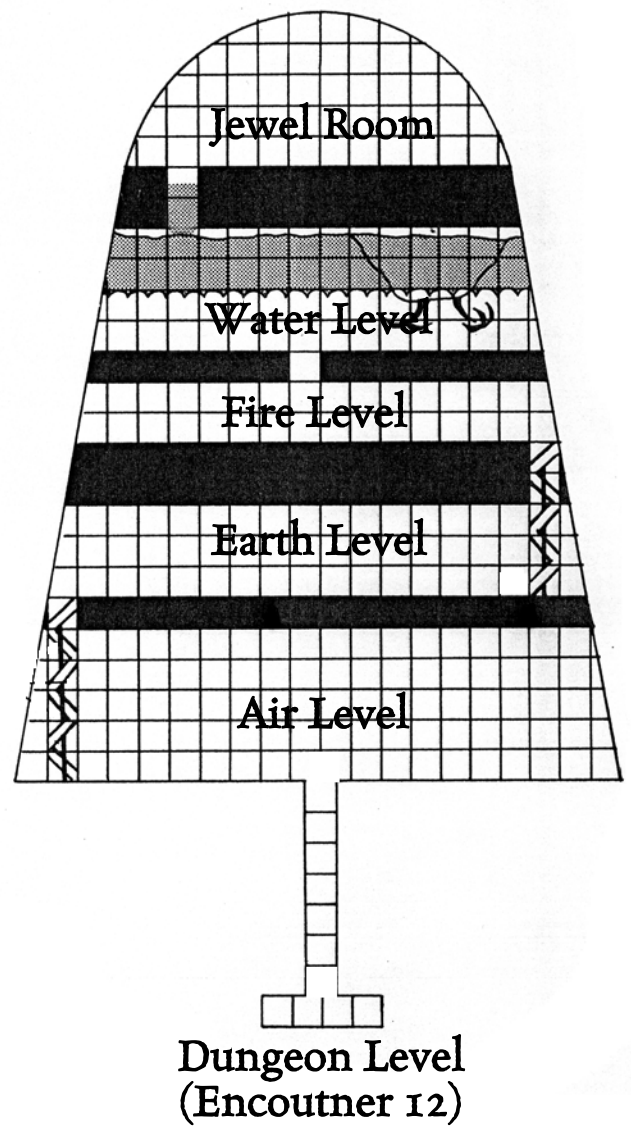 Jewel Room
Water Level
Fire Level
Earth Level
Air Level
Dungeon Level
(Encoutner 12)